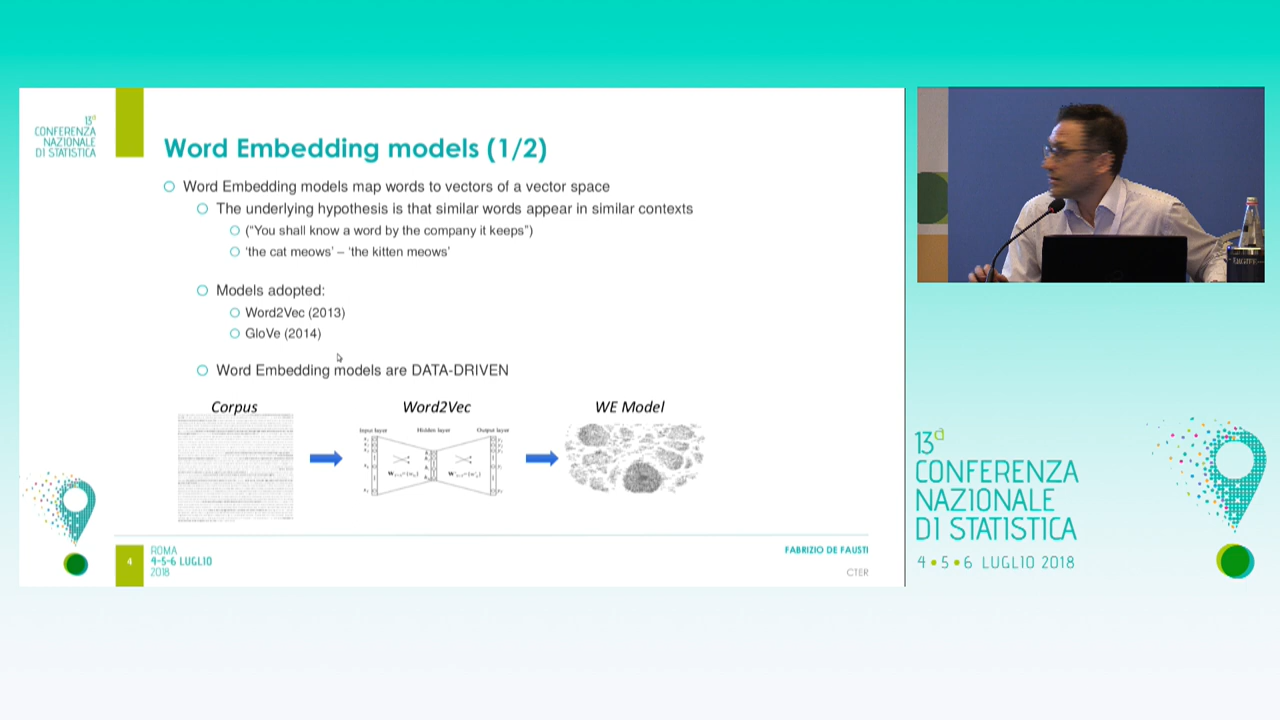 13ª
CONFERENZA
NAZIONALE
DI STATISTICA
Word Embedding models (1/2)
Word Embedding models map words to vectors of a vector space
The underlying hypothesis is that similar words appear in similar contexts
("You shall know a word by the company it keeps")
'the cat meows' – 'the kitten meows'
Models adopted:
Word2Vec (2013)
GloVe (2014)
Word Embedding models are DATA-DRIVEN
Corpus
Word2Vec
WE Model
Input layer
Hidden layer
Output layer
4
ROMA
4-5-6 LUGLIO
2018
FABRIZIO DE FAUSTI
CTER
13ª
CONFERENZA
NAZIONALE
DI STATISTICA
4•5•6 LUGLIO 2018